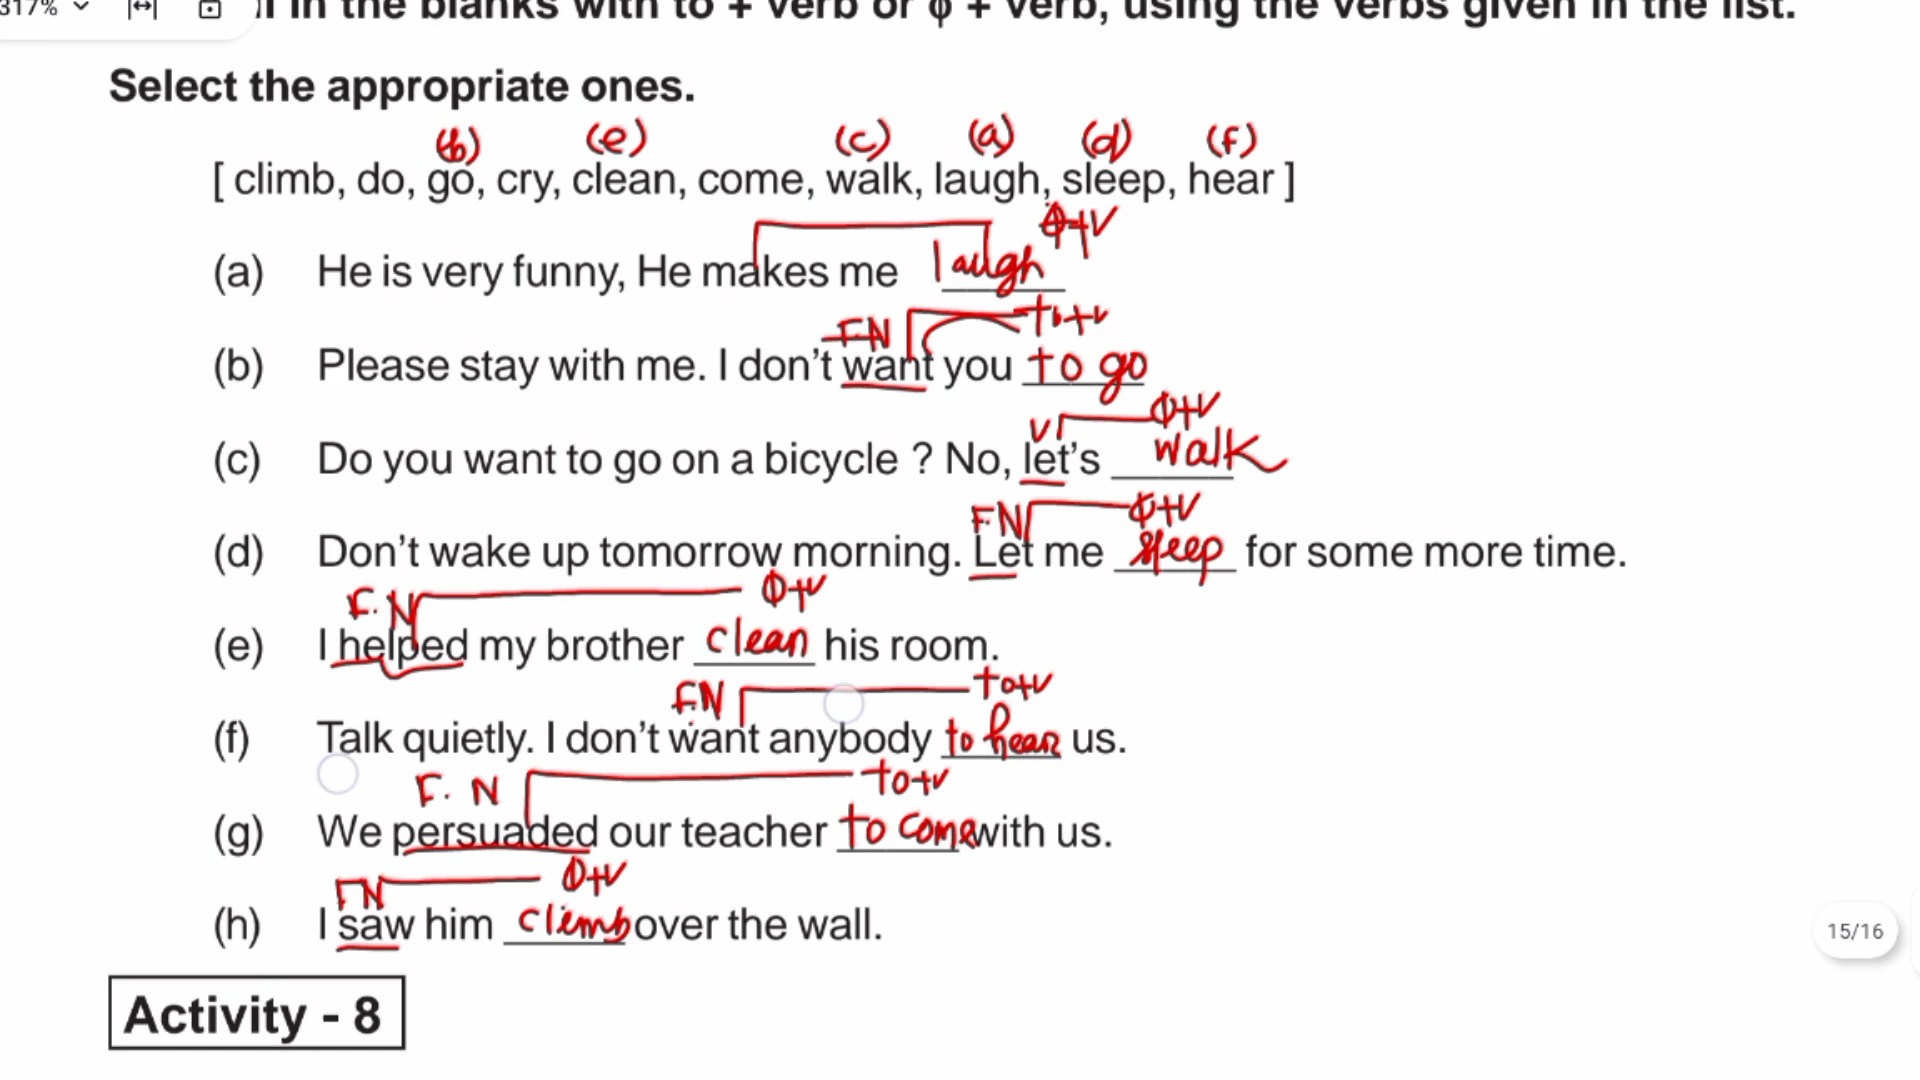 317%
in the blanks with to + verb or ϕ + verb, using the verbs given in the list.
Select the appropriate ones.
(b) (e) (c) (a) (d) (f)
[ climb, do, go, cry, clean, come, walk, laugh, sleep, hear ]
ϕ+V
(a) He is very funny, He makes me laugh
F.N to+v
(b) Please stay with me. I don't want you to go
V ϕ+V
(c) Do you want to go on a bicycle ? No, let's walk
F.N ϕ+V
(d) Don't wake up tomorrow morning. Let me sleep for some more time.
F.N ϕ+V
(e) I helped my brother clean his room.
F.N to+v
(f) Talk quietly. I don't want anybody to hear us.
F.N to+v
(g) We persuaded our teacher to come with us.
FN ϕ+V
(h) I saw him climb over the wall.
15/16
Activity - 8